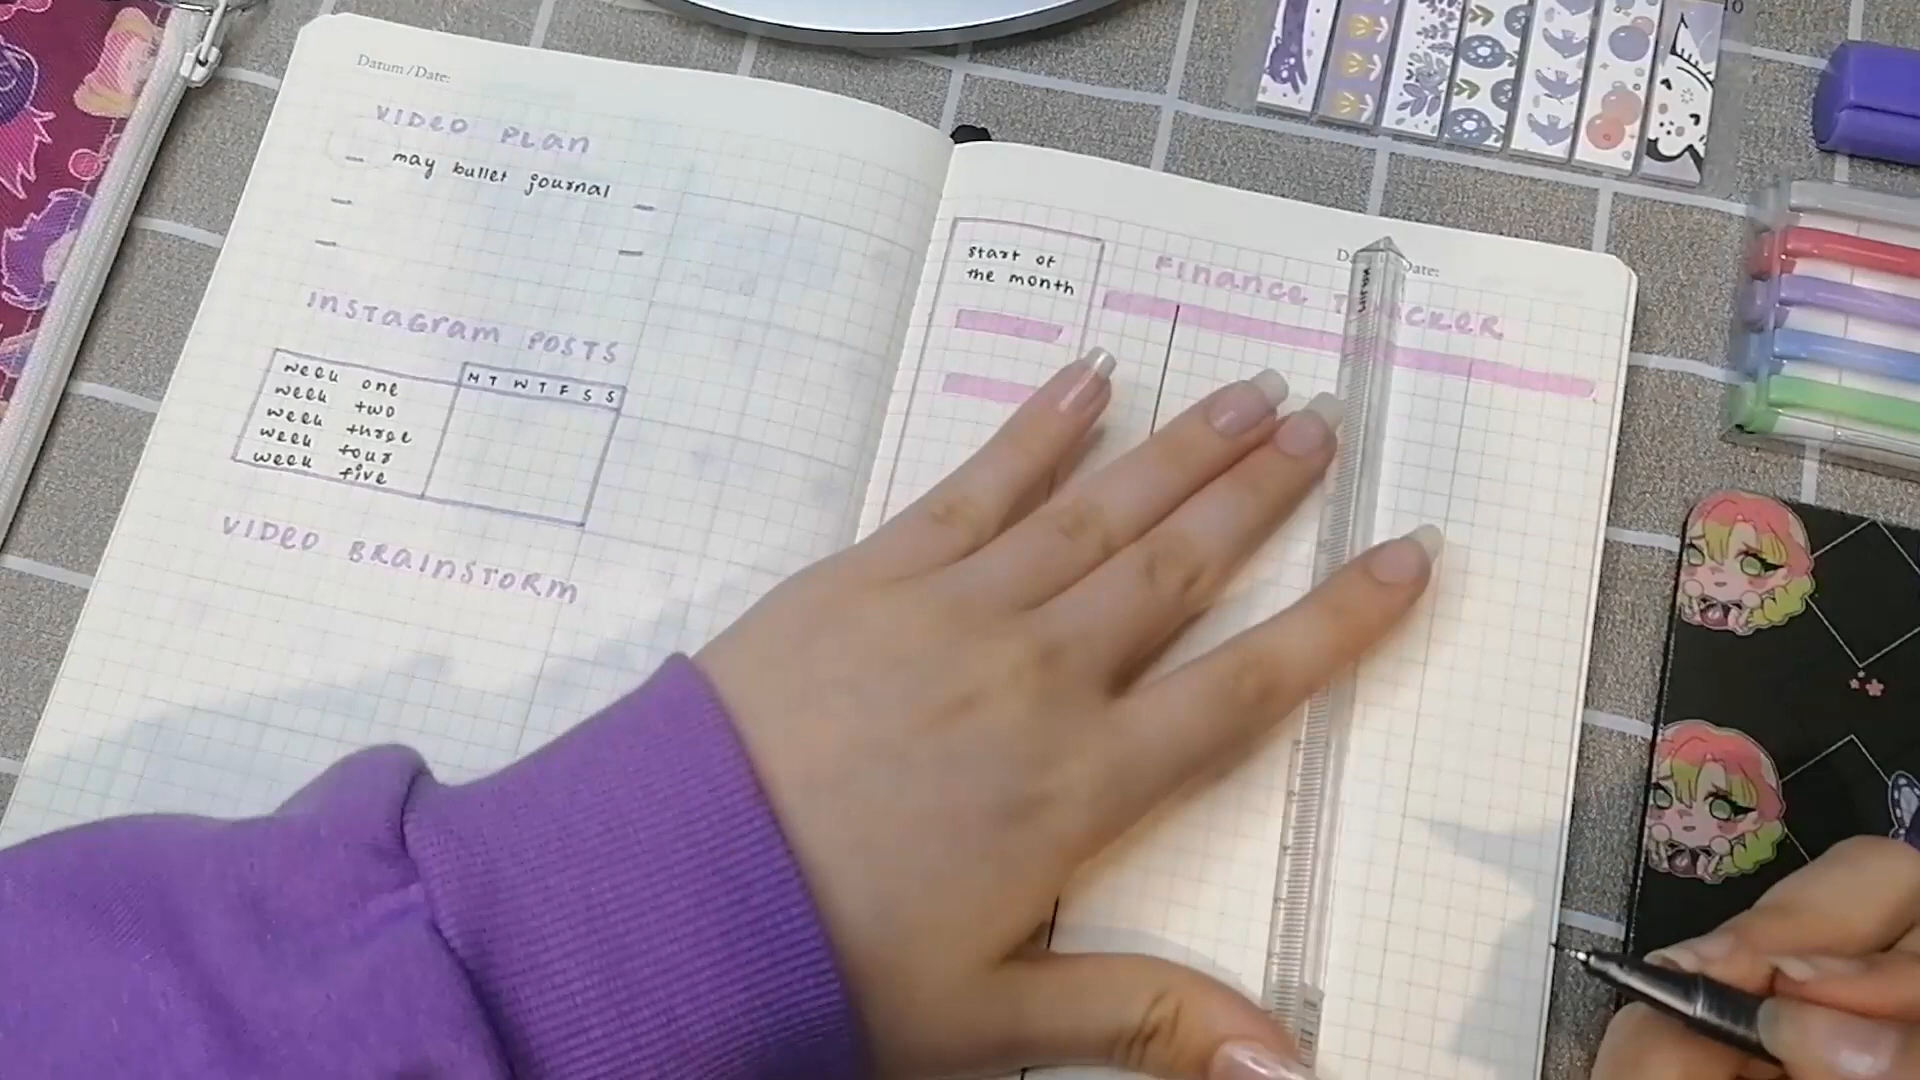 Datum/Date:
VIDEO PLAN
may bullet journal
INSTAGRAM POSTS
week one
week two
week three
week four
week five
M T W T F S S
VIDEO BRAINSTORM
start of
the month
Date:
FINANCE TRACKER
10